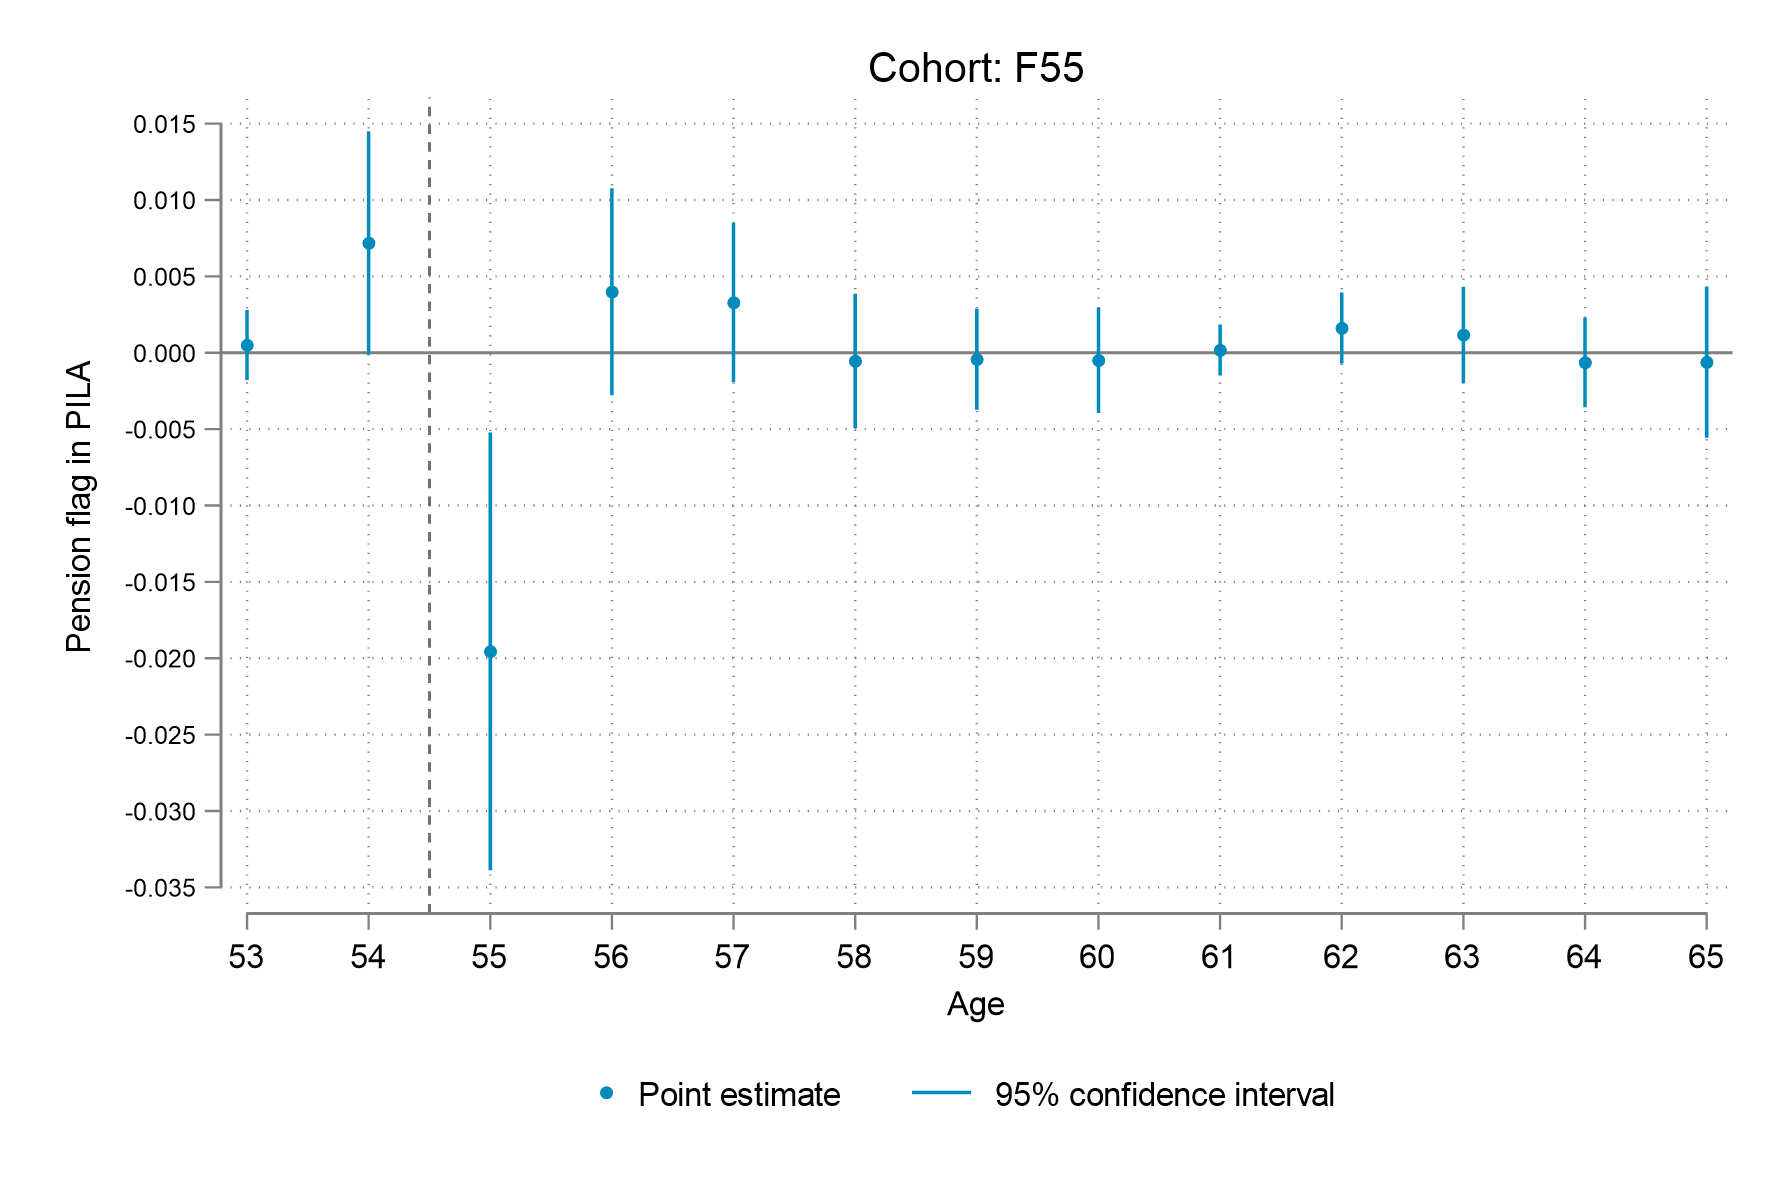 Cohort: F55
0.015
0.010
0.005
0.000
-0.005
-0.010
-0.015
-0.020
-0.025
-0.030
-0.035
Pension flag in PILA
53 54 55 56 57 58 59 60 61 62 63 64 65
Age
Point estimate 95% confidence interval